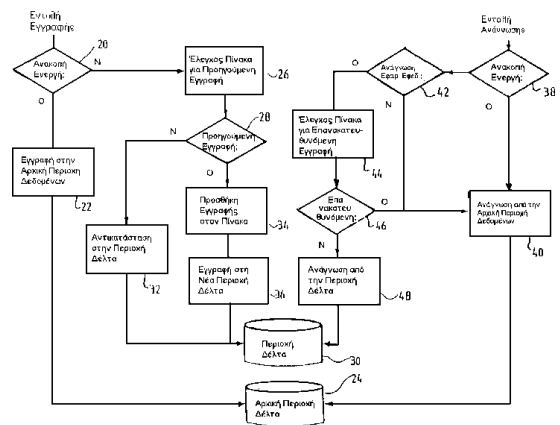 Εντολή
Εγγραφής
20
Ανακοπή
Ενεργή;
N
O
Έλεγχος Πίνακα
για Προηγούμενη
Εγγραφή
26
28
Προηγούμενη
Εγγραφή;
N
O
Εγγραφή στην
Αρχική Περιοχή
Δεδομένων
22
Αντικατάσταση
στην Περιοχή
Δέλτα
32
Προσθήκη
Εγγραφής
στον Πίνακα
34
Εγγραφή στη
Νέα Περιοχή
Δέλτα
36
Εντολή
Ανάγνωσης
Ανακοπή
Ενεργή;
38
N
O
Ανάγνωση
Εφαρ Εφεδ;
42
O
N
Έλεγχος Πίνακα
για Επανακατευ-
θυνόμενη
Εγγραφή
44
Επα
νακατευ
θυνόμενη;
46
O
N
Ανάγνωση από την
Αρχική Περιοχή
Δεδομένων
40
Ανάγνωση από
την Περιοχή
Δέλτα
48
Περιοχή
Δέλτα
30
24
Αρχική Περιοχή
Δέλτα